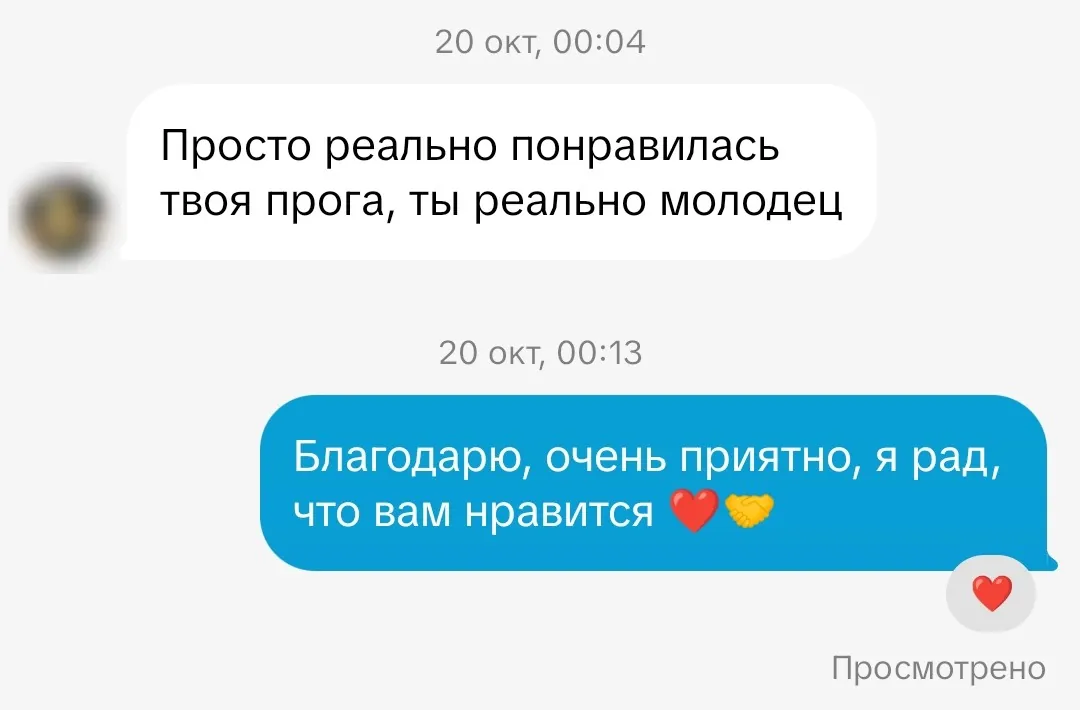 20 окт, 00:04
Просто реально понравилась
твоя прога, ты реально молодец
20 окт, 00:13
Благодарю, очень приятно, я рад,
что вам нравится ❤️🤝
❤️
Просмотрено